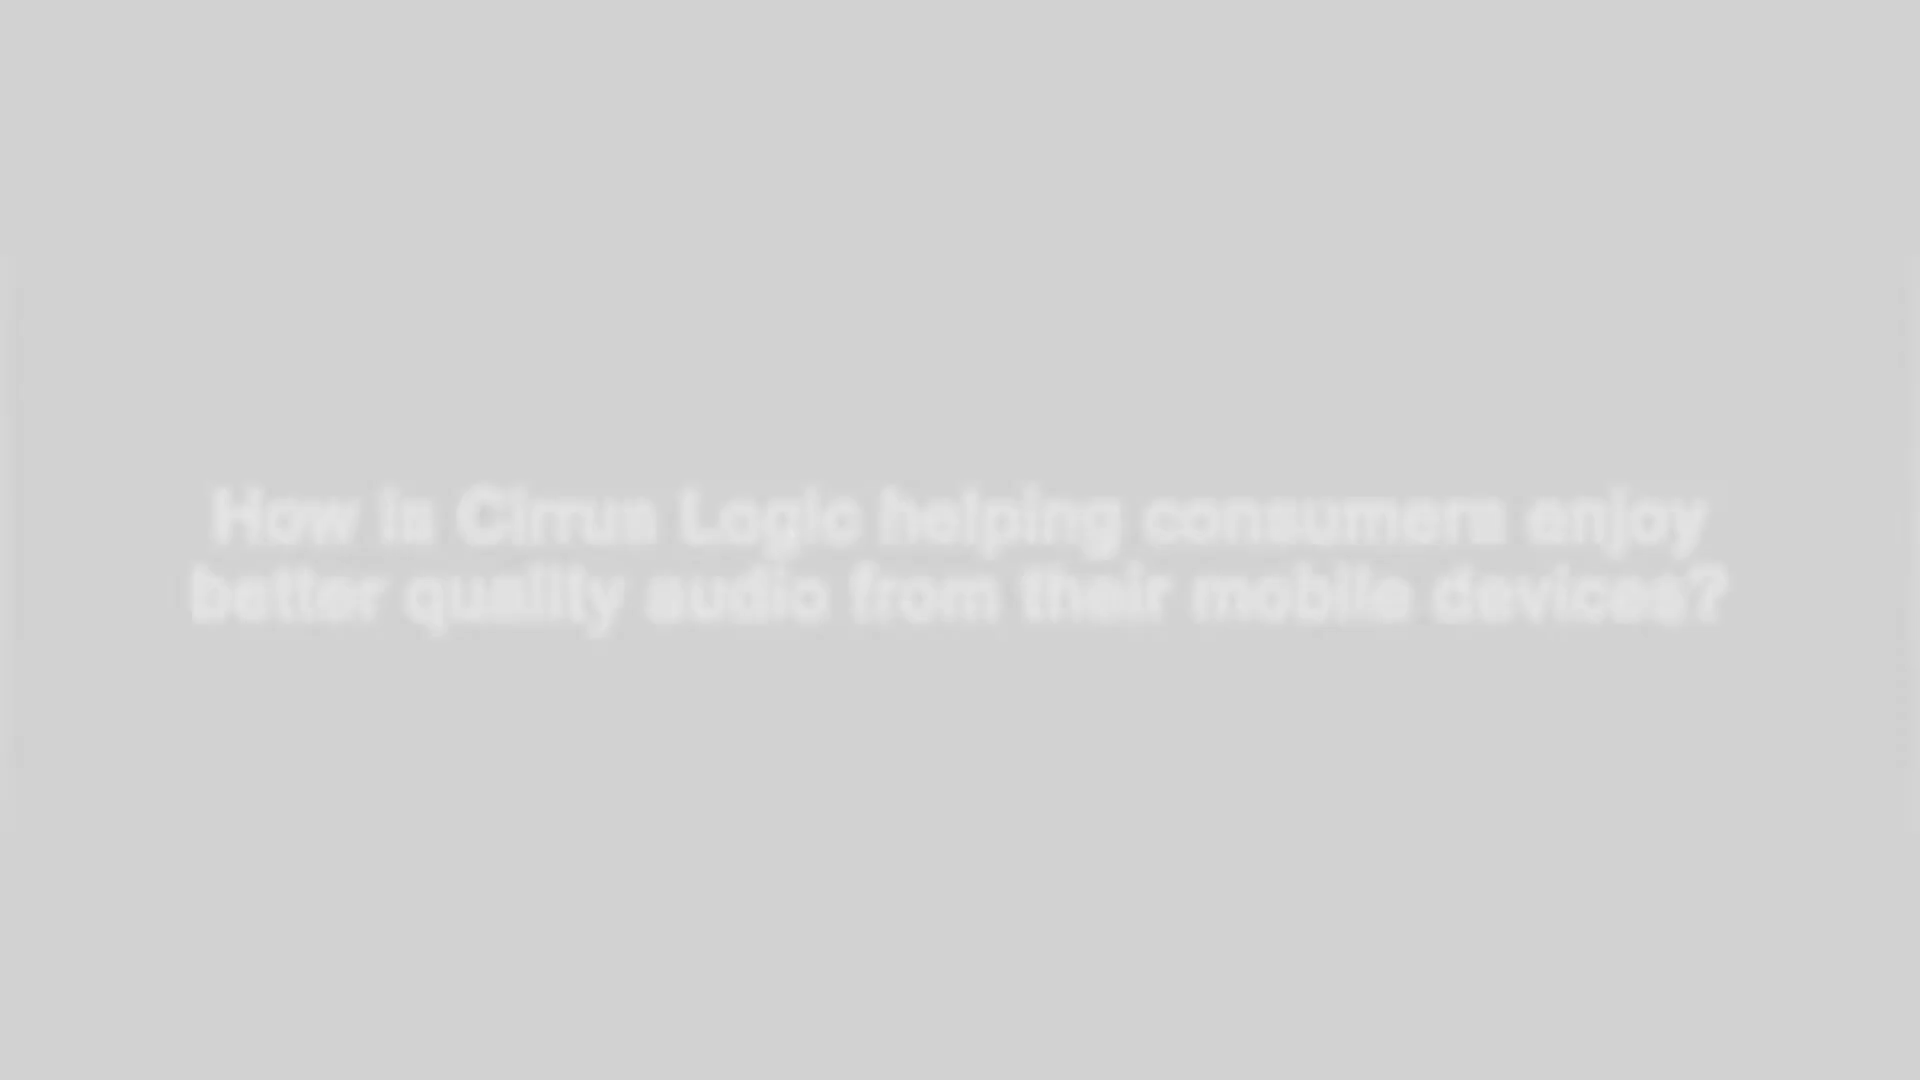 How is Cirrus Logic helping consumers enjoy
better quality audio from their mobile devices?